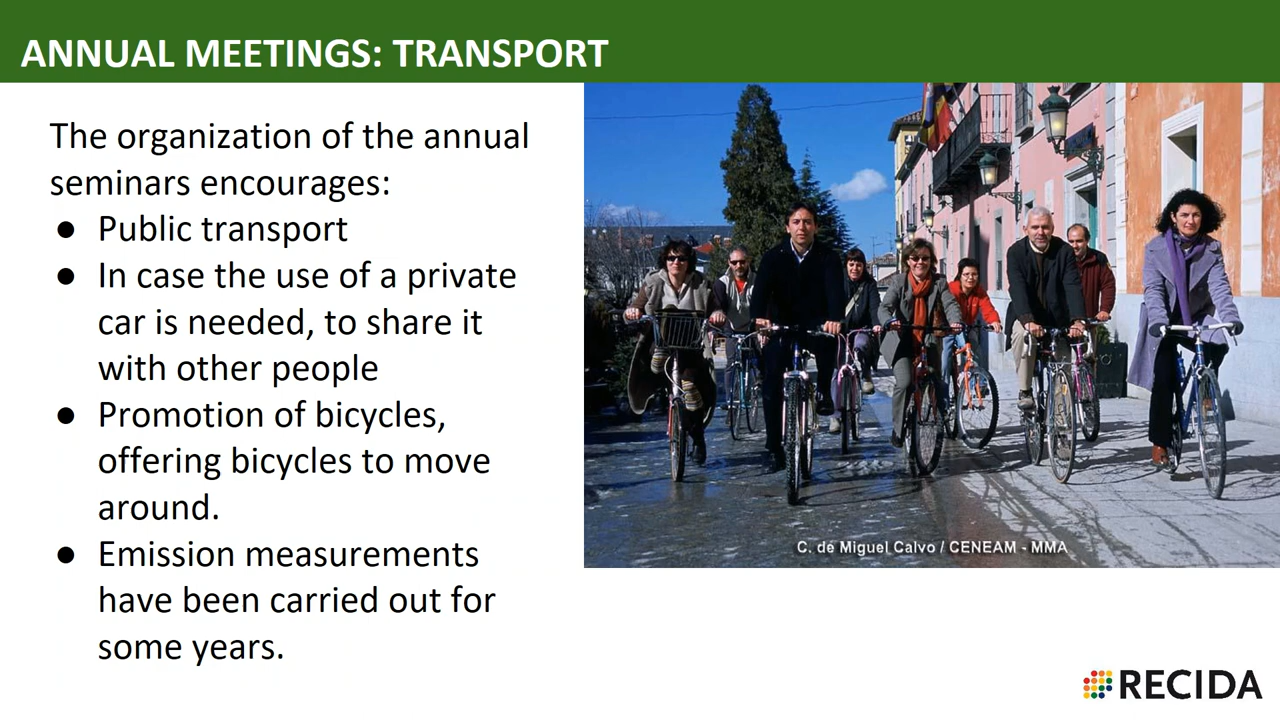 ANNUAL MEETINGS: TRANSPORT
The organization of the annual
seminars encourages:
● Public transport
● In case the use of a private
car is needed, to share it
with other people
● Promotion of bicycles,
offering bicycles to move
around.
● Emission measurements
have been carried out for
some years.
C. de Miguel Calvo / CENEAM - MMA
RECIDA